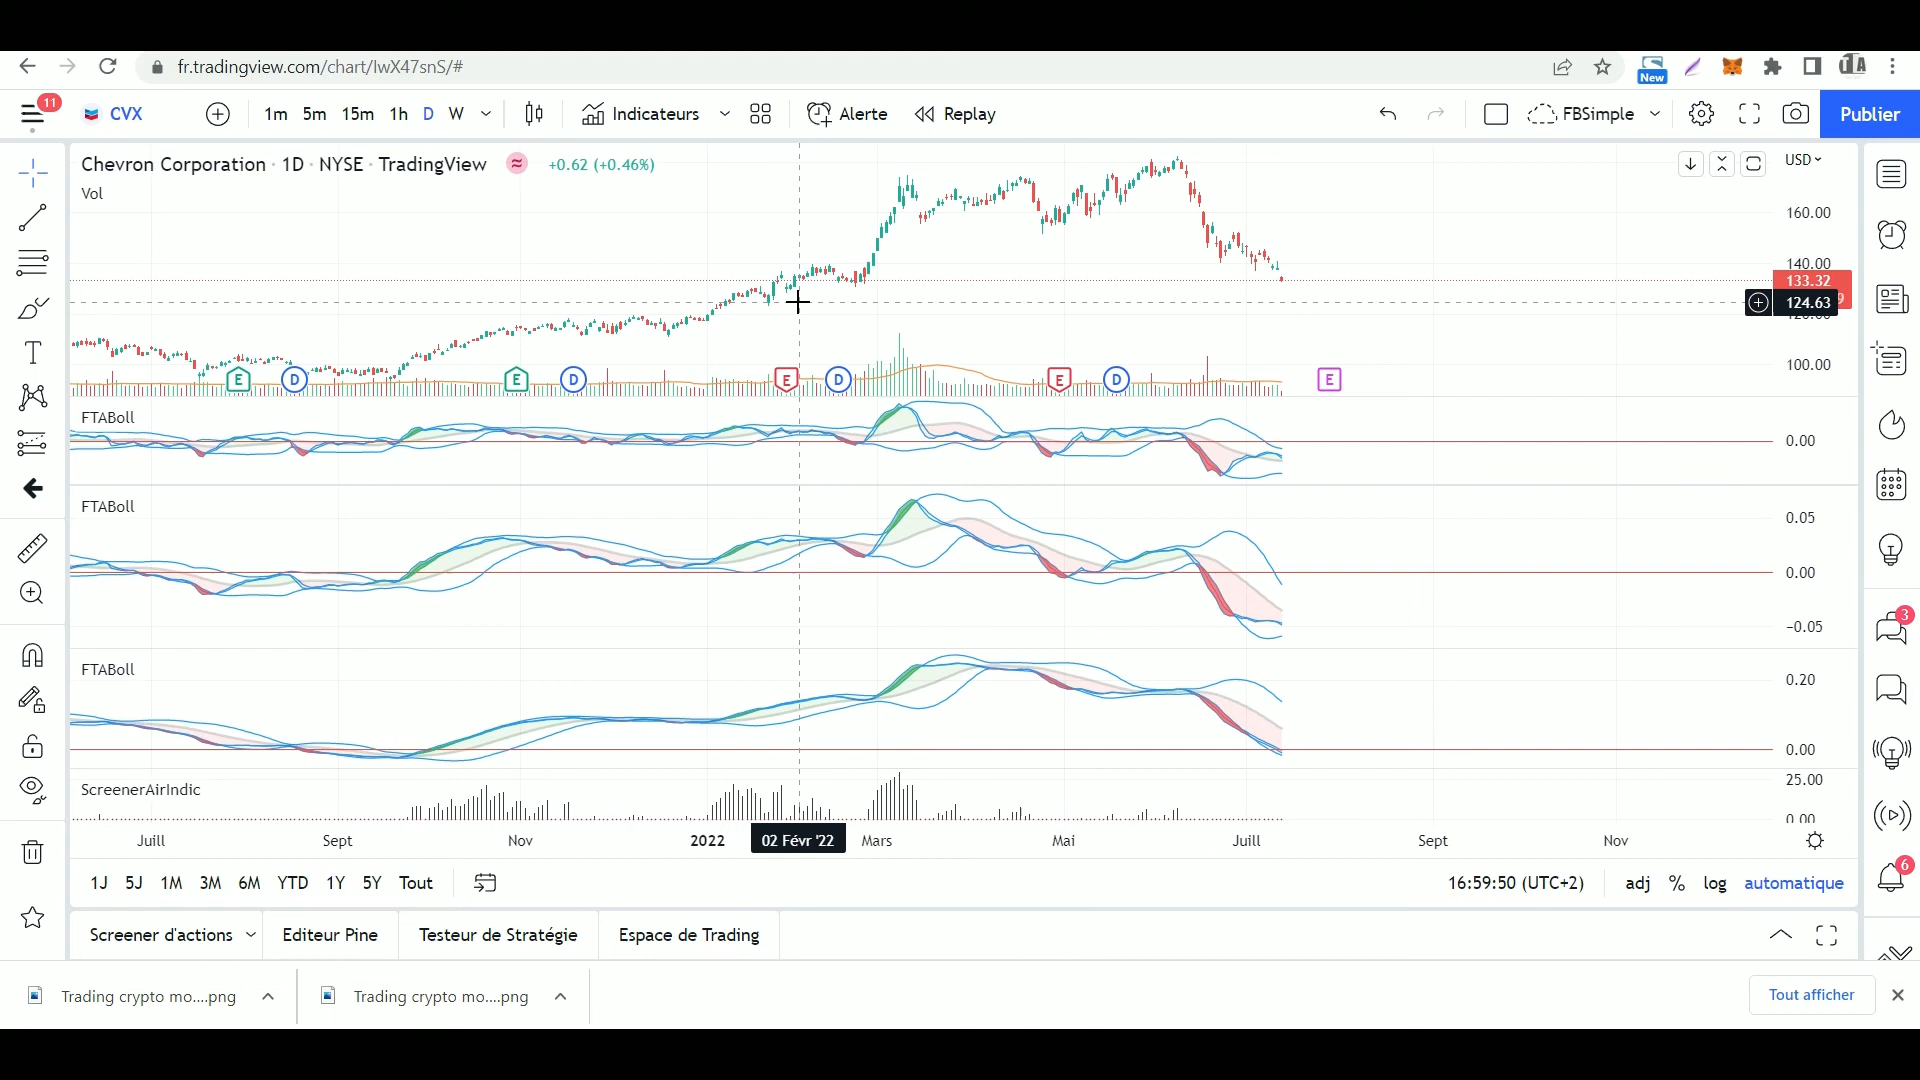 fr.tradingview.com/chart/IwX47snS/#
New
11
CVX
1m 5m 15m 1h D W
Indicateurs
Alerte
Replay
FBSimple
Publier
Chevron Corporation · 1D · NYSE · TradingView
+0.62 (+0.46%)
USD
Vol
160.00
140.00
133.32
124.63
100.00
E D E D E D E D E
FTABoll
0.00
FTABoll
0.05
0.00
−0.05
FTABoll
0.20
0.00
ScreenerAirIndic
25.00
0.00
Juill Sept Nov 2022 02 Févr '22 Mars Mai Juill Sept Nov
1J 5J 1M 3M 6M YTD 1Y 5Y Tout
16:59:50 (UTC+2)
adj % log automatique
3
6
Screener d'actions
Editeur Pine
Testeur de Stratégie
Espace de Trading
Trading crypto mo....png
Trading crypto mo....png
Tout afficher